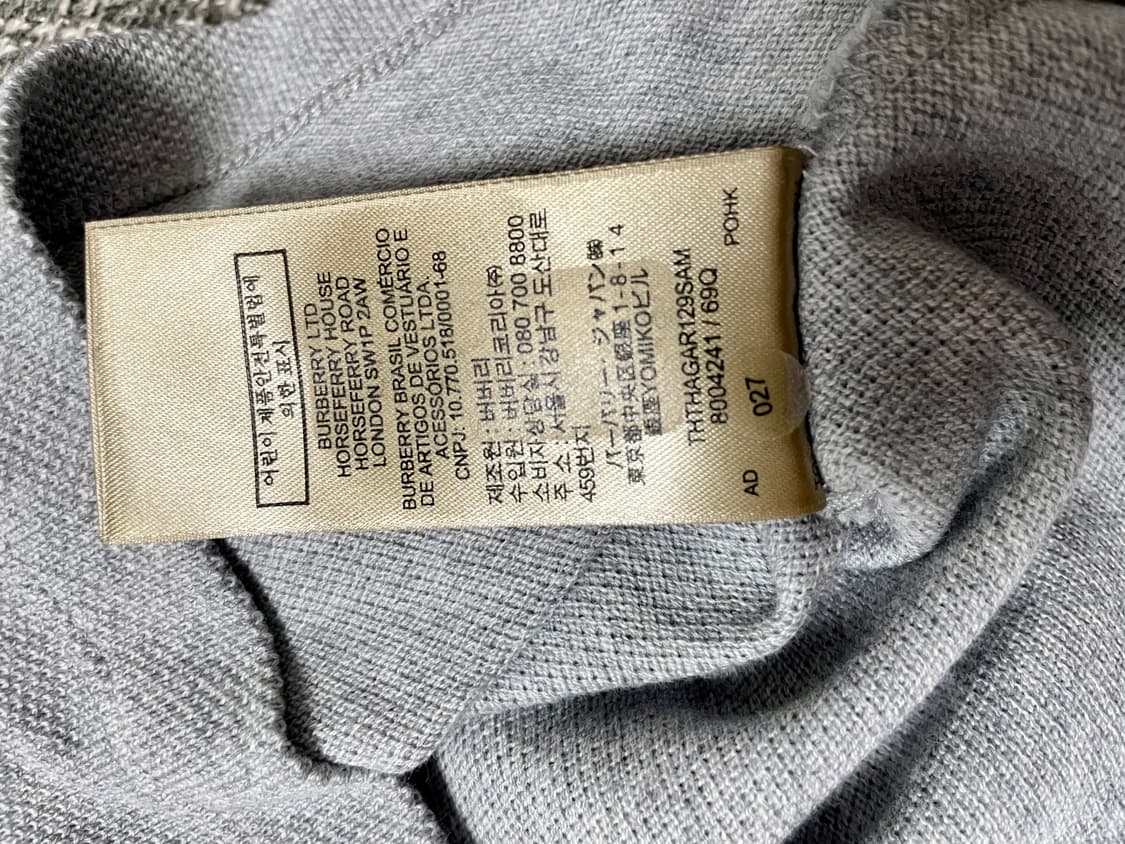 어린이 제품안전특별법에
의한 표시
BURBERRY LTD
HORSEFERRY HOUSE
HORSEFERRY ROAD
LONDON SW1P 2AW
BURBERRY BRASIL COMÉRCIO
DE ARTIGOS DE VESTUÁRIO E
ACESSORIOS LTDA.
CNPJ: 10.770.518/0001-68
제조원 : 버버리
수입원 : 버버리코리아㈜
소비자상담실 : 080 700 8800
주 소 : 서울시 강남구 도산대로
459번지
バーバリー・ジャパン㈱
東京都中央区銀座 1-8-14
銀座YOMIKOビル
THTHAGAR129SAM
8004241 / 69Q
AD 027 POHK